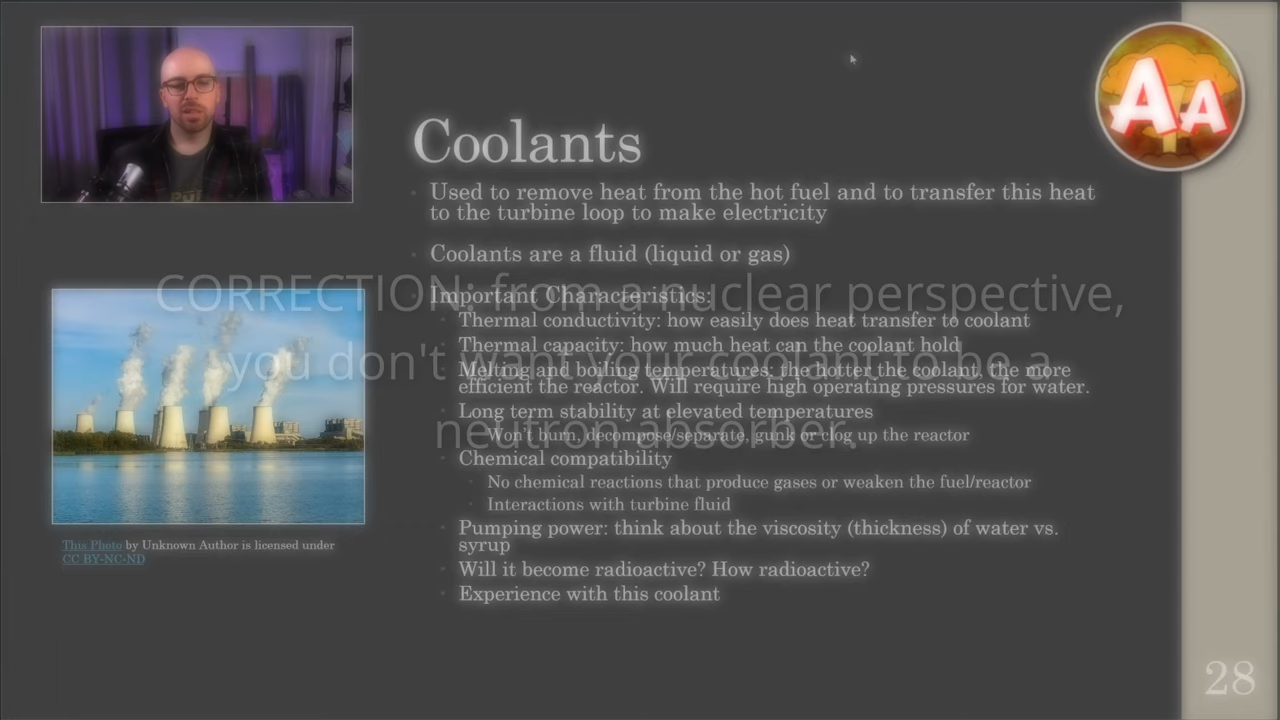 AA
Coolants
Used to remove heat from the hot fuel and to transfer this heat
to the turbine loop to make electricity
Coolants are a fluid (liquid or gas)
CORRECTION: from a nuclear perspective,
you don't want your coolant to be a
neutron absorber.
Important Characteristics:
Thermal conductivity: how easily does heat transfer to coolant
Thermal capacity: how much heat can the coolant hold
Melting and boiling temperatures: the hotter the coolant, the more
efficient the reactor. Will require high operating pressures for water.
Long term stability at elevated temperatures
Won't burn, decompose/separate, gunk or clog up the reactor
Chemical compatibility
No chemical reactions that produce gases or weaken the fuel/reactor
Interactions with turbine fluid
Pumping power: think about the viscosity (thickness) of water vs.
syrup
Will it become radioactive? How radioactive?
Experience with this coolant
This Photo by Unknown Author is licensed under
CC BY-NC-ND
28